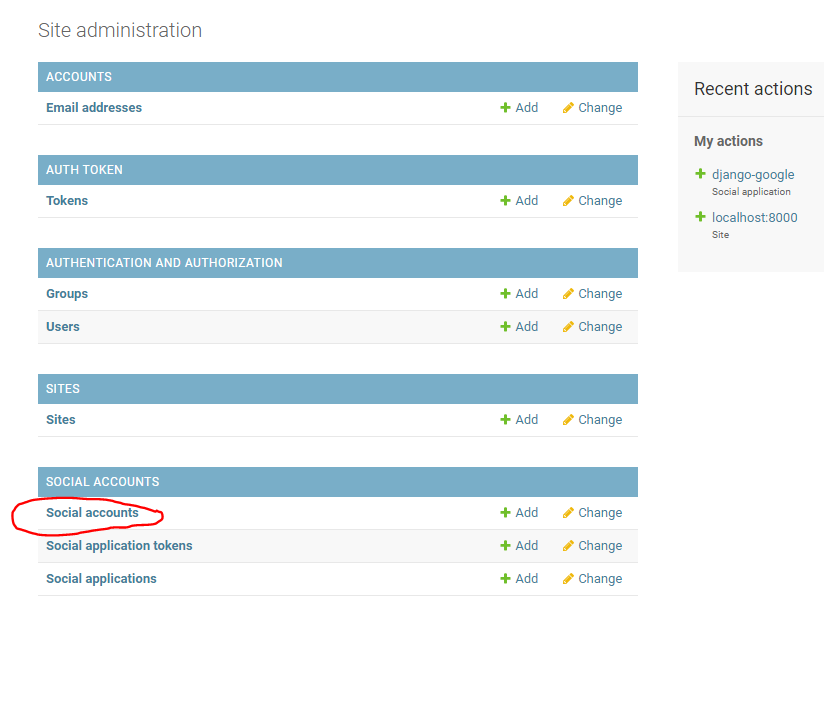 Site administration
ACCOUNTS
Email addresses Add Change
AUTH TOKEN
Tokens Add Change
AUTHENTICATION AND AUTHORIZATION
Groups Add Change
Users Add Change
SITES
Sites Add Change
SOCIAL ACCOUNTS
Social accounts Add Change
Social application tokens Add Change
Social applications Add Change
Recent actions
My actions
django-google
Social application
localhost:8000
Site